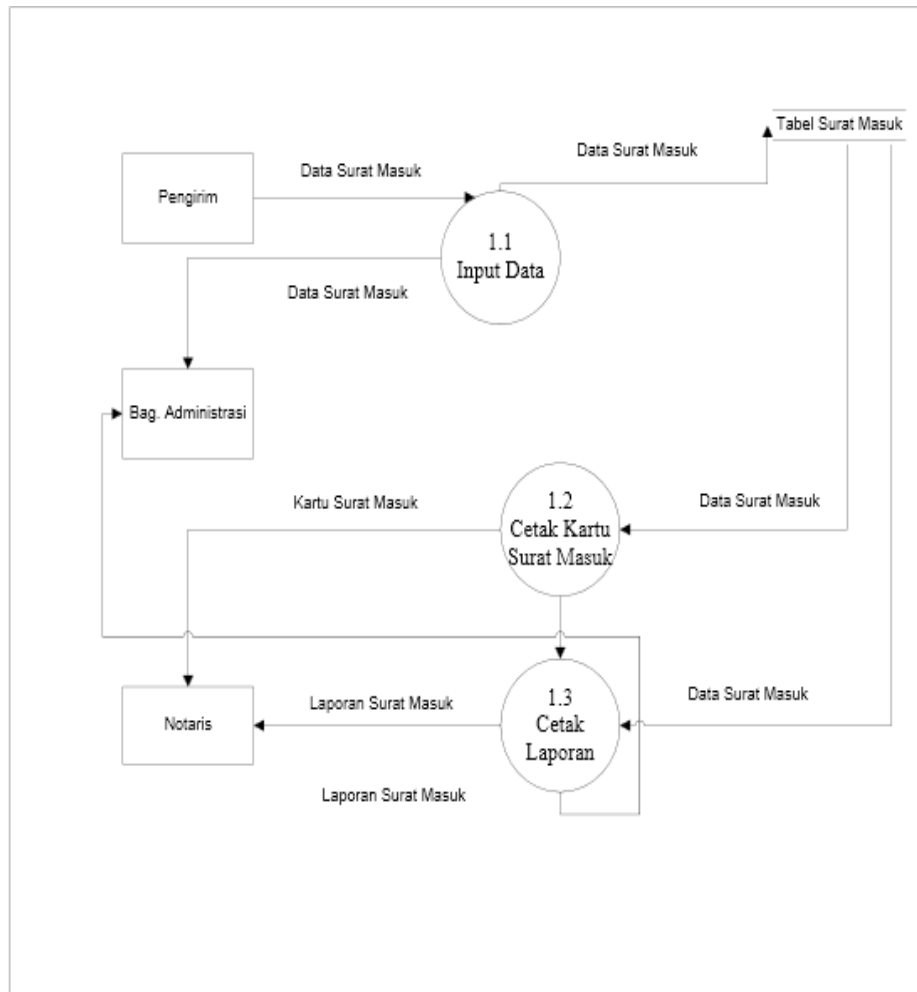 Tabel Surat Masuk
Data Surat Masuk
Data Surat Masuk
Pengirim
1.1
Input Data
Data Surat Masuk
Bag. Administrasi
Kartu Surat Masuk
1.2
Cetak Kartu
Surat Masuk
Data Surat Masuk
Notaris
Laporan Surat Masuk
1.3
Cetak
Laporan
Data Surat Masuk
Laporan Surat Masuk